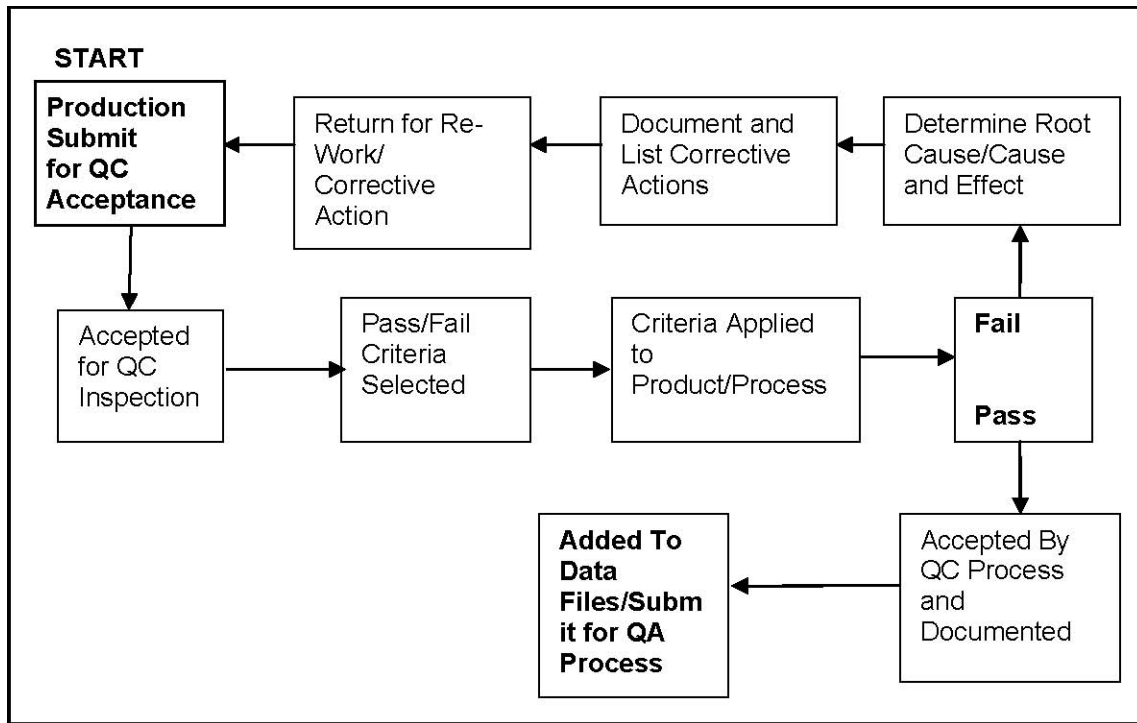 START
Production
Submit
for QC
Acceptance
Return for Re-
Work/
Corrective
Action
Document and
List Corrective
Actions
Determine Root
Cause/Cause
and Effect
Accepted
for QC
Inspection
Pass/Fail
Criteria
Selected
Criteria Applied
to
Product/Process
Fail
Pass
Added To
Data
Files/Subm
it for QA
Process
Accepted By
QC Process
and
Documented